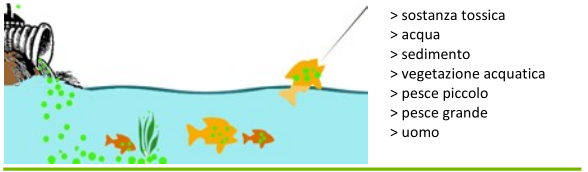 > sostanza tossica
> acqua
> sedimento
> vegetazione acquatica
> pesce piccolo
> pesce grande
> uomo